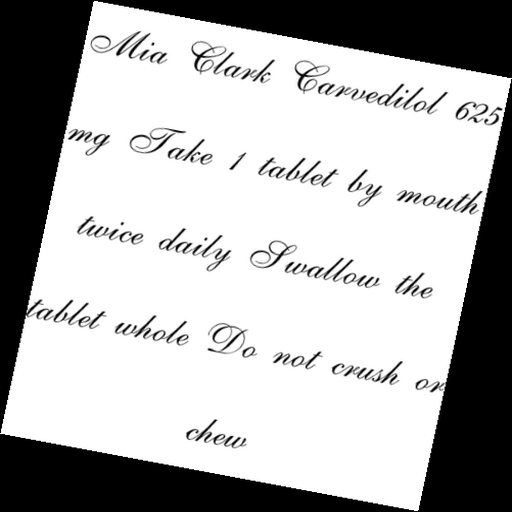 Mia Clark Carvedilol 625
mg Take 1 tablet by mouth
twice daily Swallow the
tablet whole Do not crush or
chew